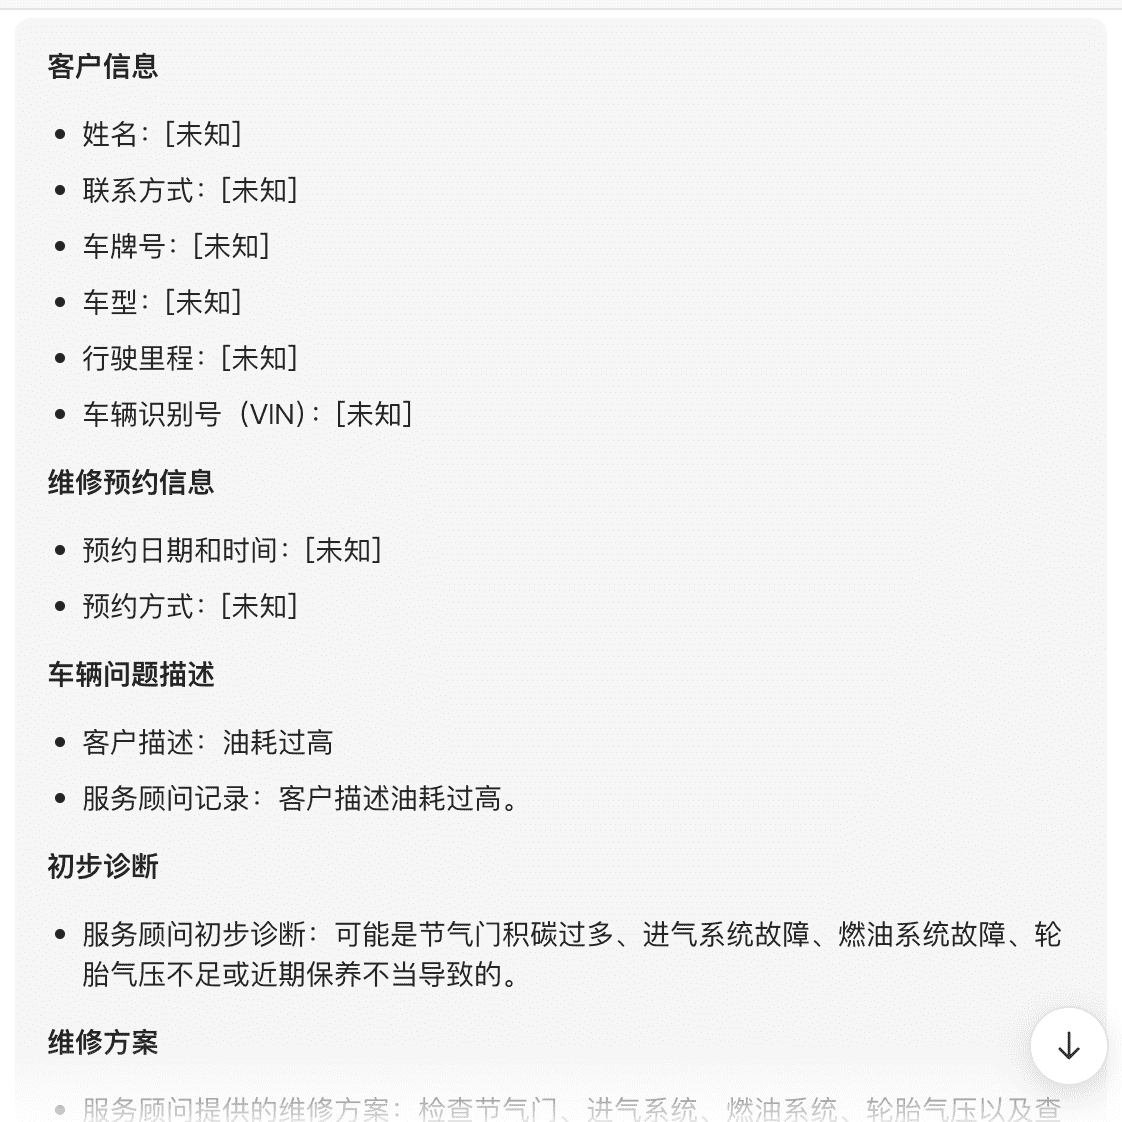 客户信息
姓名：[未知]
联系方式：[未知]
车牌号：[未知]
车型：[未知]
行驶里程：[未知]
车辆识别号（VIN）：[未知]
维修预约信息
预约日期和时间：[未知]
预约方式：[未知]
车辆问题描述
客户描述：油耗过高
服务顾问记录：客户描述油耗过高。
初步诊断
服务顾问初步诊断：可能是节气门积碳过多、进气系统故障、燃油系统故障、轮
胎气压不足或近期保养不当导致的。
维修方案
服务顾问提供的维修方案：检查节气门、进气系统、燃油系统、轮胎气压以及查